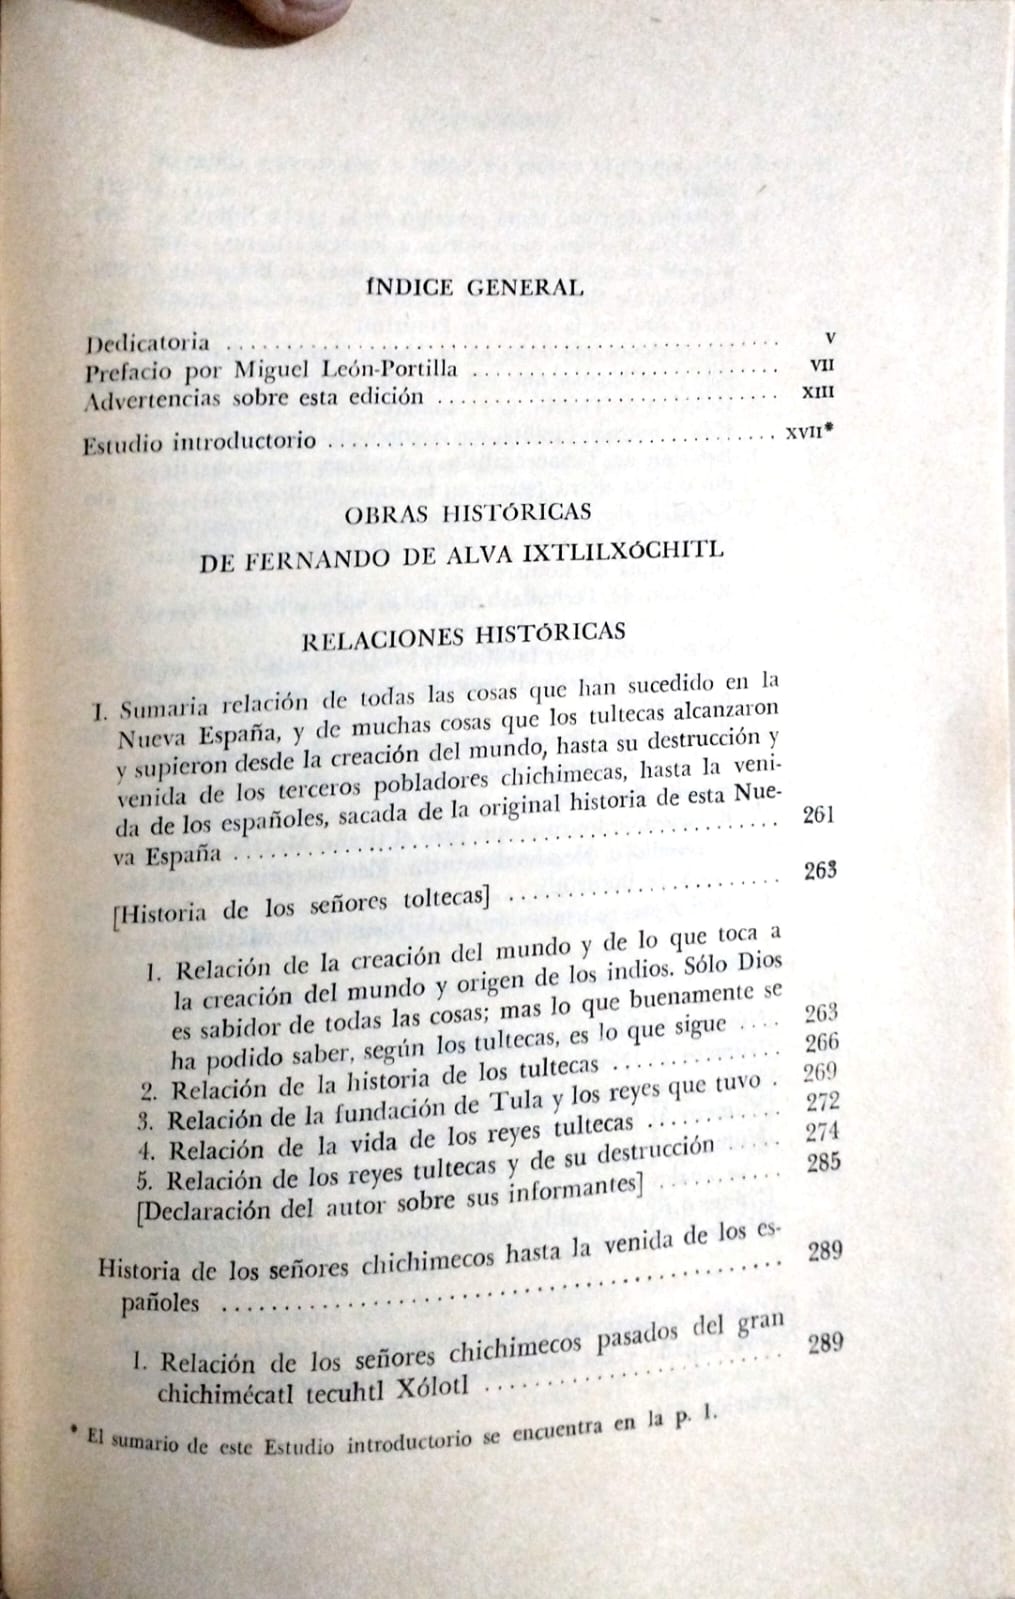 ÍNDICE GENERAL
Dedicatoria . . . . . . . . . . . . . . . . . . . . . . . . . . . . . . . . . . . . . . . . V
Prefacio por Miguel León-Portilla . . . . . . . . . . . . . . . . . . . . . . . . VII
Advertencias sobre esta edición . . . . . . . . . . . . . . . . . . . . . . . . . XIII
Estudio introductorio . . . . . . . . . . . . . . . . . . . . . . . . . . . . . . . . XVII*
OBRAS HISTÓRICAS
DE FERNANDO DE ALVA IXTLILXÓCHITL
RELACIONES HISTÓRICAS
I. Sumaria relación de todas las cosas que han sucedido en la
Nueva España, y de muchas cosas que los tultecas alcanzaron
y supieron desde la creación del mundo, hasta su destrucción y
venida de los terceros pobladores chichimecas, hasta la veni-
da de los españoles, sacada de la original historia de esta Nue-
va España . . . . . . . . . . . . . . . . . . . . . . . . . . . . . . . . . . . . . 261
[Historia de los señores toltecas] . . . . . . . . . . . . . . . . . . . . . 263
1. Relación de la creación del mundo y de lo que toca a
la creación del mundo y origen de los indios. Sólo Dios
es sabidor de todas las cosas; mas lo que buenamente se
ha podido saber, según los tultecas, es lo que sigue . . . . 263
2. Relación de la historia de los tultecas . . . . . . . . . . . . . 266
3. Relación de la fundación de Tula y los reyes que tuvo . 269
4. Relación de la vida de los reyes tultecas . . . . . . . . . . . 272
5. Relación de los reyes tultecas y de su destrucción . . . . . 274
[Declaración del autor sobre sus informantes] . . . . . . . . . . 285
Historia de los señores chichimecos hasta la venida de los es-
pañoles . . . . . . . . . . . . . . . . . . . . . . . . . . . . . . . . . . . . . . 289
1. Relación de los señores chichimecos pasados del gran
chichimécatl tecuhtl Xólotl . . . . . . . . . . . . . . . . . . . . . 289
* El sumario de este Estudio introductorio se encuentra en la p. 1.